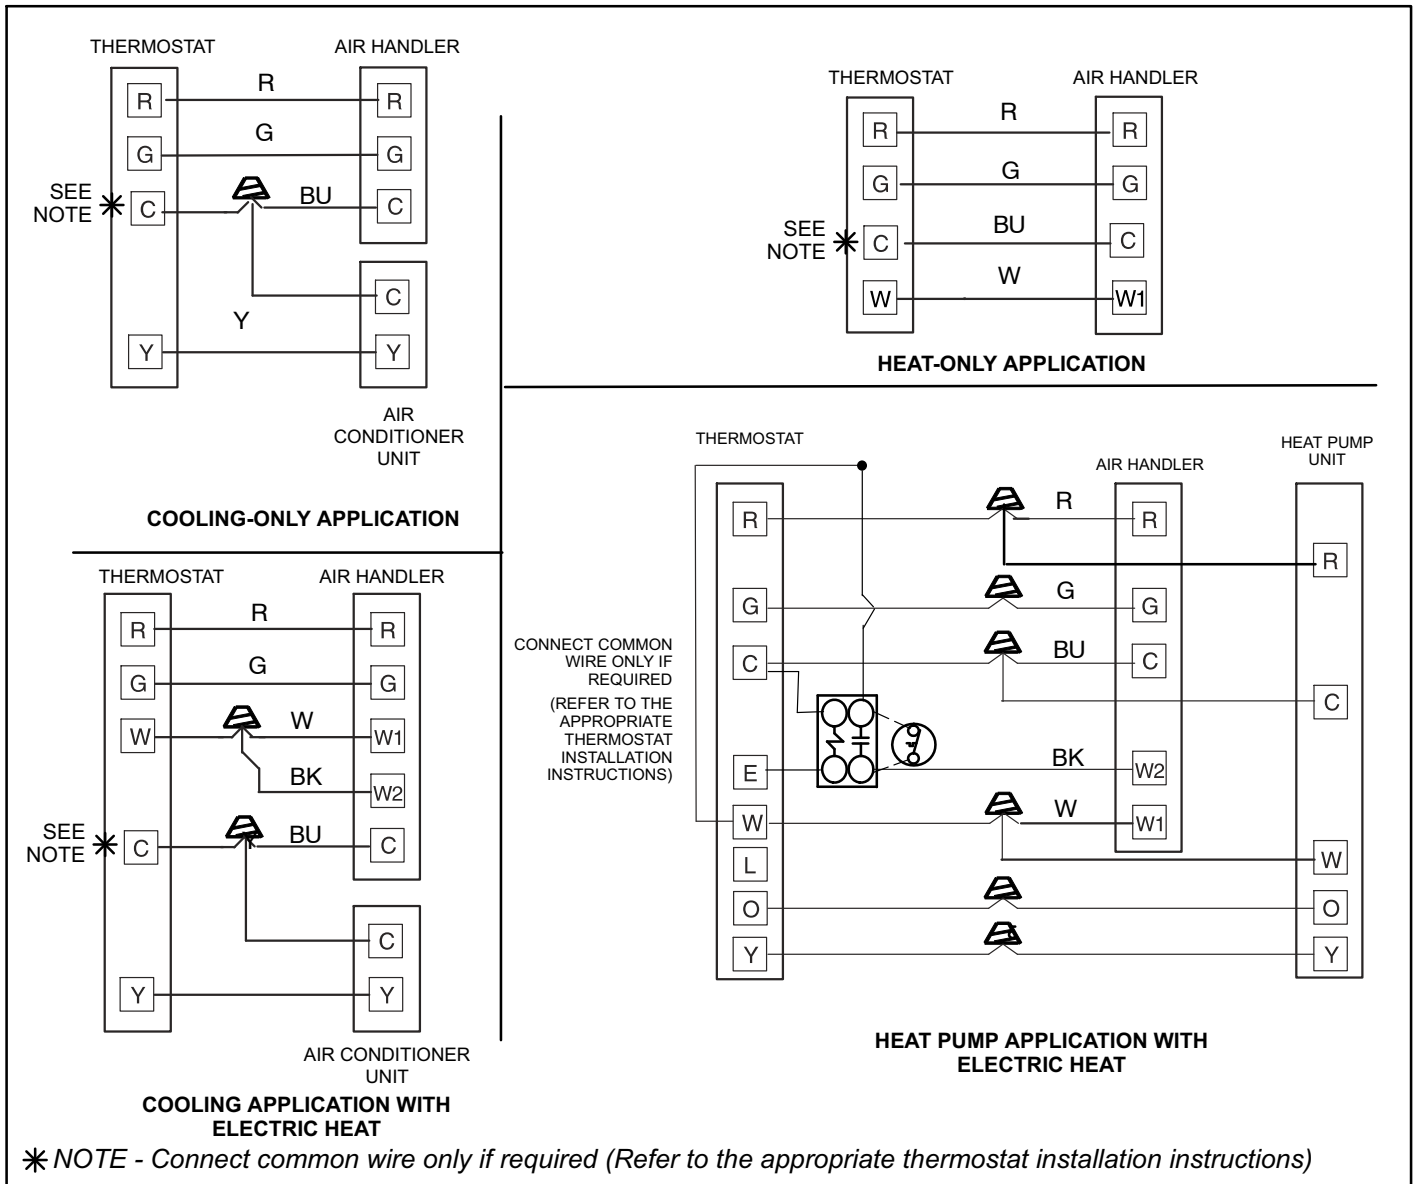 THERMOSTAT
AIR HANDLER
R
R
R
G
G
G
SEE
NOTE
C
BU
C
C
Y
Y
Y
AIR
CONDITIONER
UNIT
COOLING-ONLY APPLICATION
THERMOSTAT
AIR HANDLER
R
R
R
G
G
G
SEE
NOTE
C
BU
C
W
W
W1
HEAT-ONLY APPLICATION
THERMOSTAT
AIR HANDLER
R
R
R
G
G
G
W
W
W1
BK
W2
SEE
NOTE
C
BU
C
C
Y
Y
AIR CONDITIONER
UNIT
COOLING APPLICATION WITH
ELECTRIC HEAT
THERMOSTAT
AIR HANDLER
HEAT PUMP
UNIT
R
R
R
R
G
G
G
CONNECT COMMON
WIRE ONLY IF
REQUIRED
(REFER TO THE
APPROPRIATE
THERMOSTAT
INSTALLATION
INSTRUCTIONS)
C
BU
C
C
E
BK
W2
W
W
W1
W
L
O
O
Y
Y
HEAT PUMP APPLICATION WITH
ELECTRIC HEAT
NOTE - Connect common wire only if required (Refer to the appropriate thermostat installation instructions)